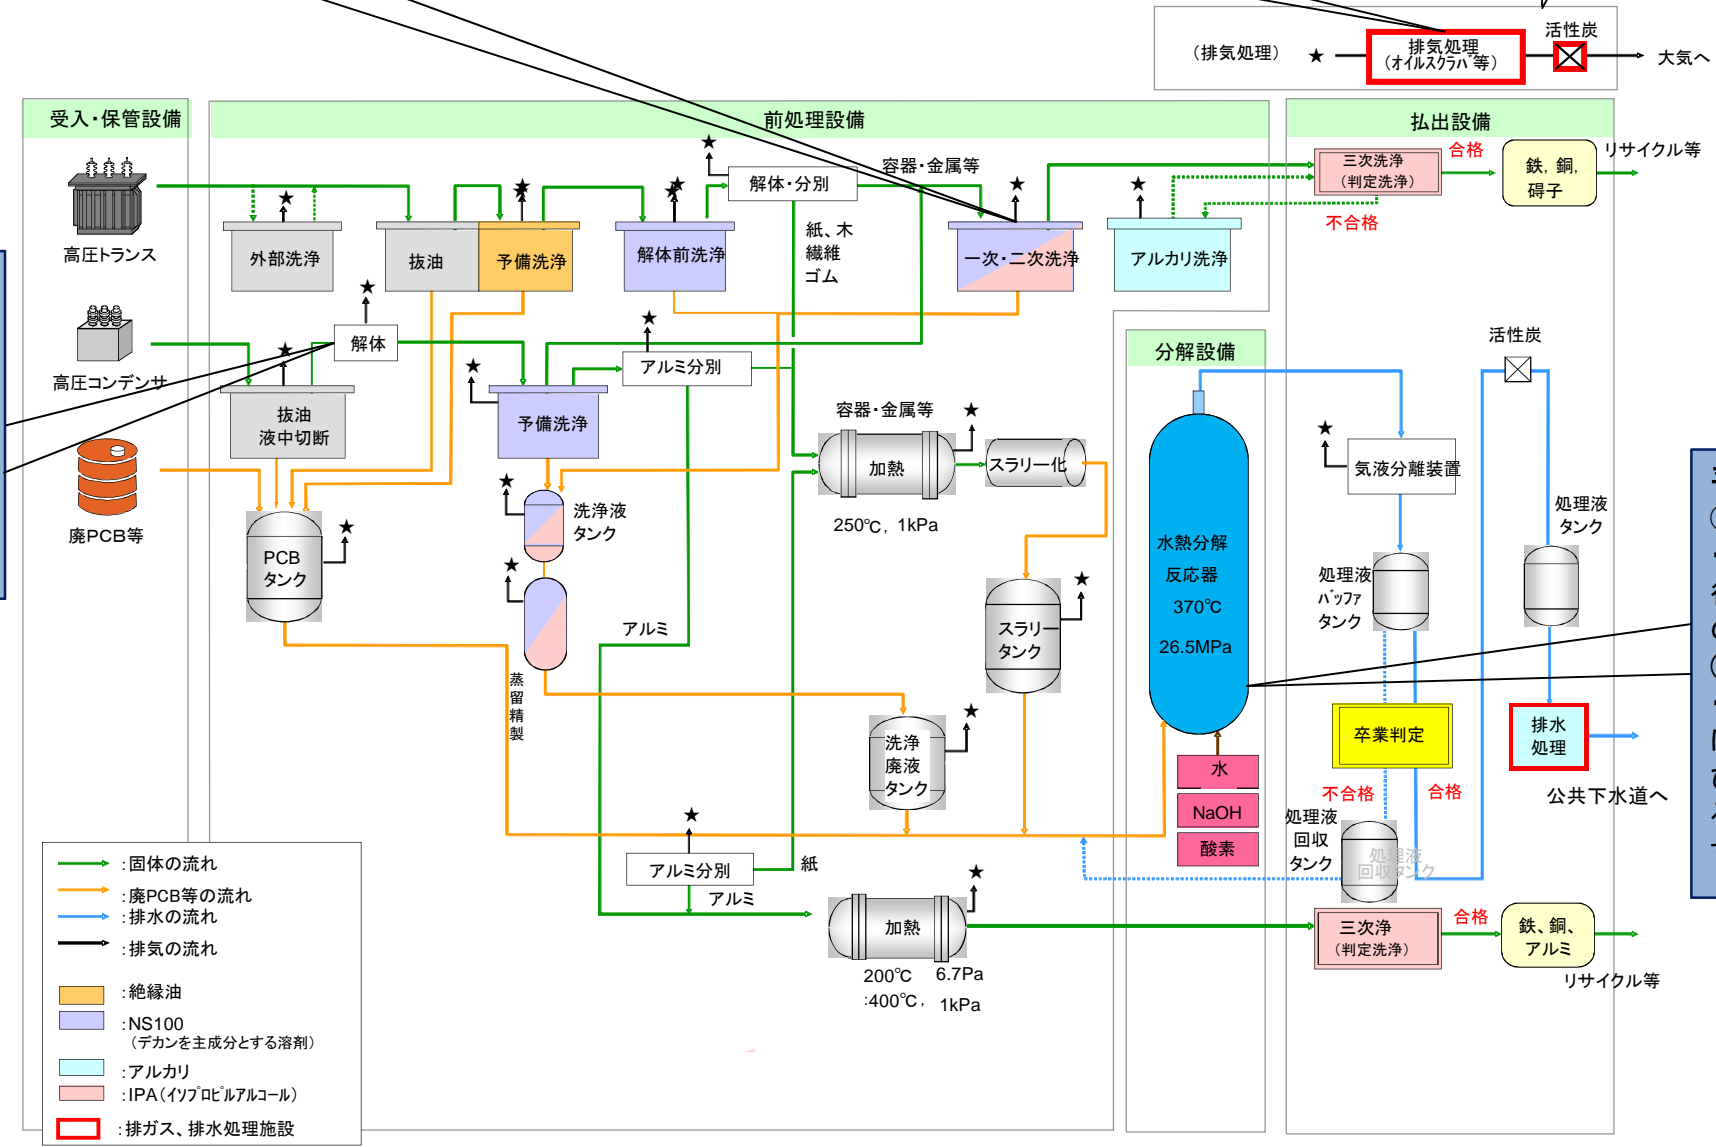 (排気処理)
★
排気処理
(オイルスクラバ等)
活性炭
大気へ
受入・保管設備
前処理設備
払出設備
高圧トランス
高圧コンデンサ
廃PCB等
外部洗浄
抜油
予備洗浄
解体前洗浄
解体・分別
容器・金属等
紙、木
繊維
ゴム
一次・二次洗浄
アルカリ洗浄
三次洗浄
(判定洗浄)
合格
不合格
鉄,銅,
碍子
リサイクル等
解体
抜油
液中切断
予備洗浄
アルミ分別
容器・金属等
加熱
250℃, 1kPa
スラリー化
PCB
タンク
洗浄液
タンク
蒸
留
精
製
アルミ
スラリー
タンク
洗浄
廃液
タンク
アルミ分別
紙
アルミ
加熱
200℃ 6.7Pa
:400℃, 1kPa
分解設備
水熱分解
反応器
370℃
26.5MPa
水
NaOH
酸素
活性炭
気液分離装置
処理液
バッファ
タンク
処理液
タンク
卒業判定
不合格
合格
排水
処理
公共下水道へ
処理液
回収
タンク
処理液
回収タンク
三次浄
(判定洗浄)
合格
鉄、銅、
アルミ
リサイクル等
:固体の流れ
:廃PCB等の流れ
:排水の流れ
:排気の流れ
:絶縁油
:NS100
(デカンを主成分とする溶剤)
:アルカリ
:IPA(イソプロピルアルコール)
:排ガス、排水処理施設